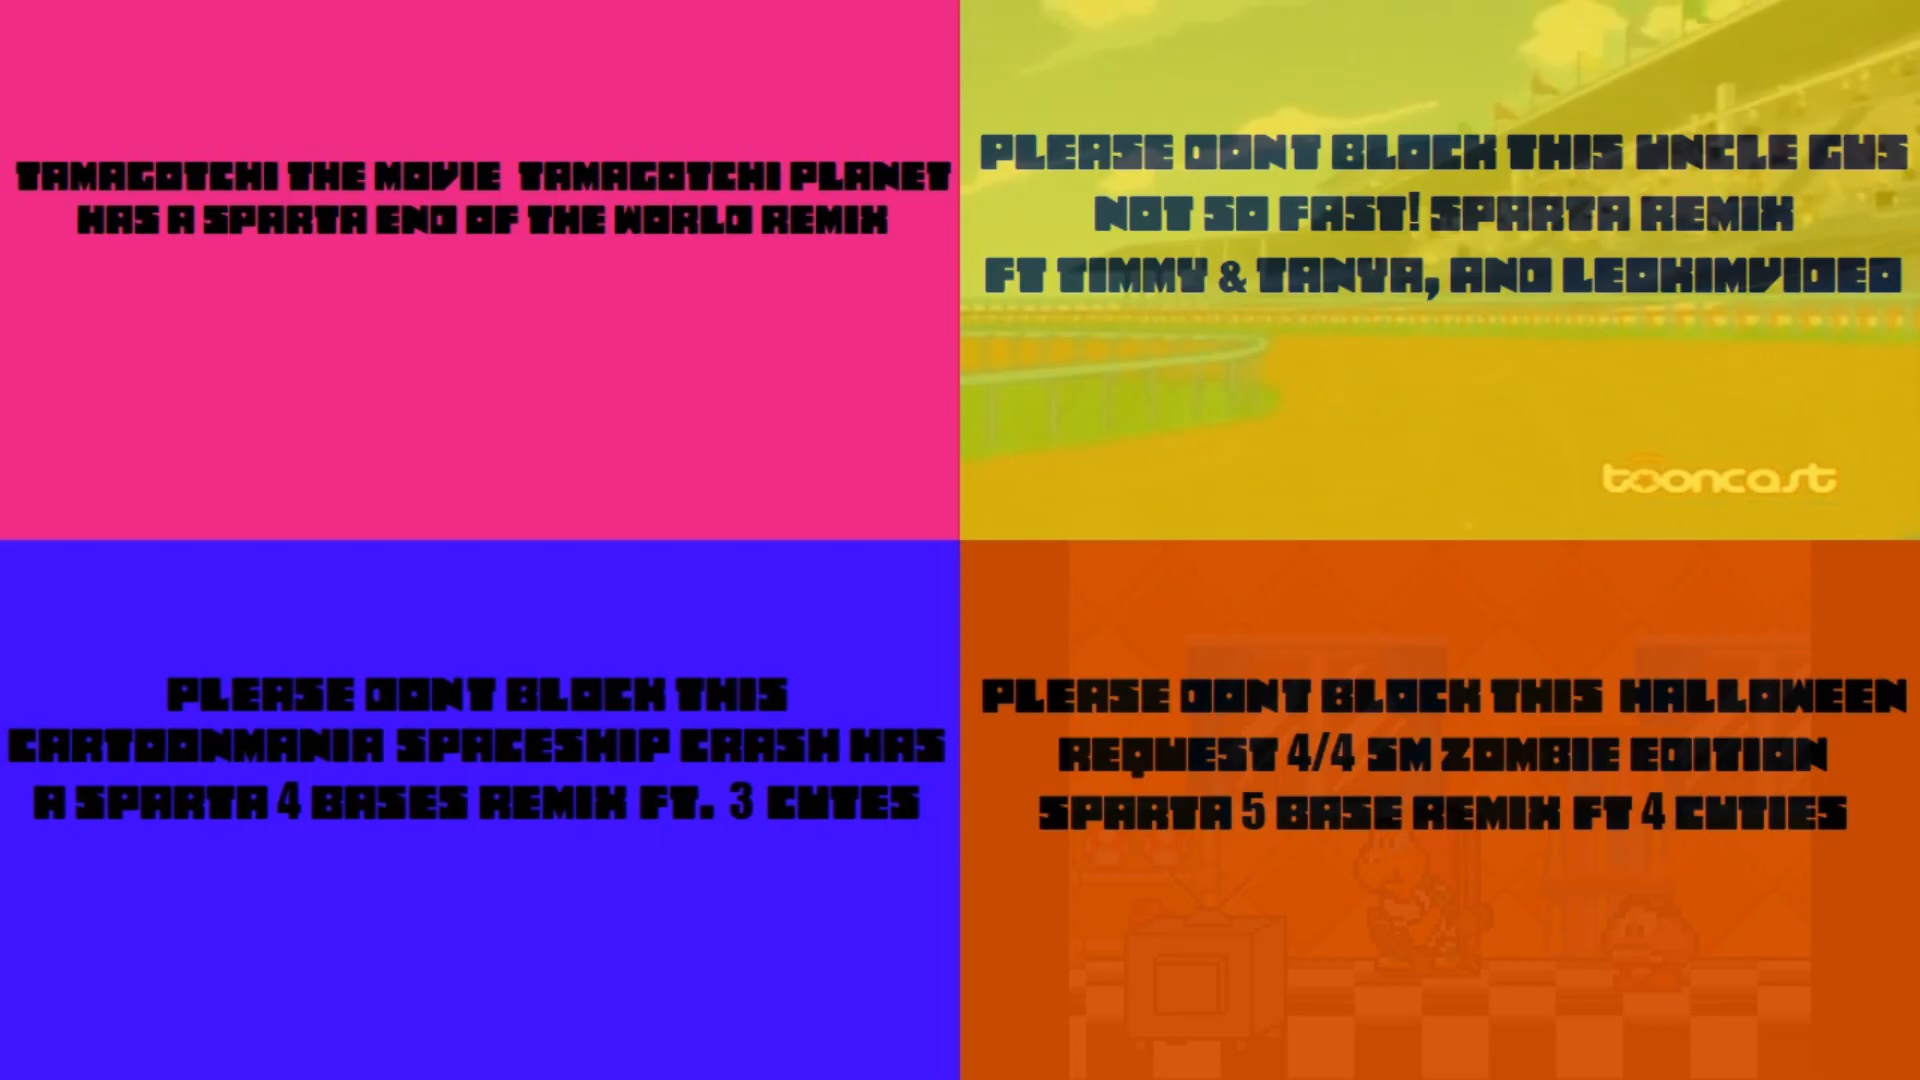 TAMAGOTCHI THE MOVIE TAMAGOTCHI PLANET
HAS A SPARTA END OF THE WORLD REMIX
PLEASE DONT BLOCK THIS UNCLE GUS
NOT SO FAST! SPARTA REMIX
FT TIMMY & TANYA, AND LEOKIMVIDEO
tooncast
PLEASE DONT BLOCK THIS
CARTOONMANIA SPACESHIP CRASH HAS
A SPARTA 4 BASES REMIX FT. 3 CUTES
PLEASE DONT BLOCK THIS HALLOWEEN
REQUEST 4/4 SM ZOMBIE EDITION
SPARTA 5 BASE REMIX FT 4 CUTIES